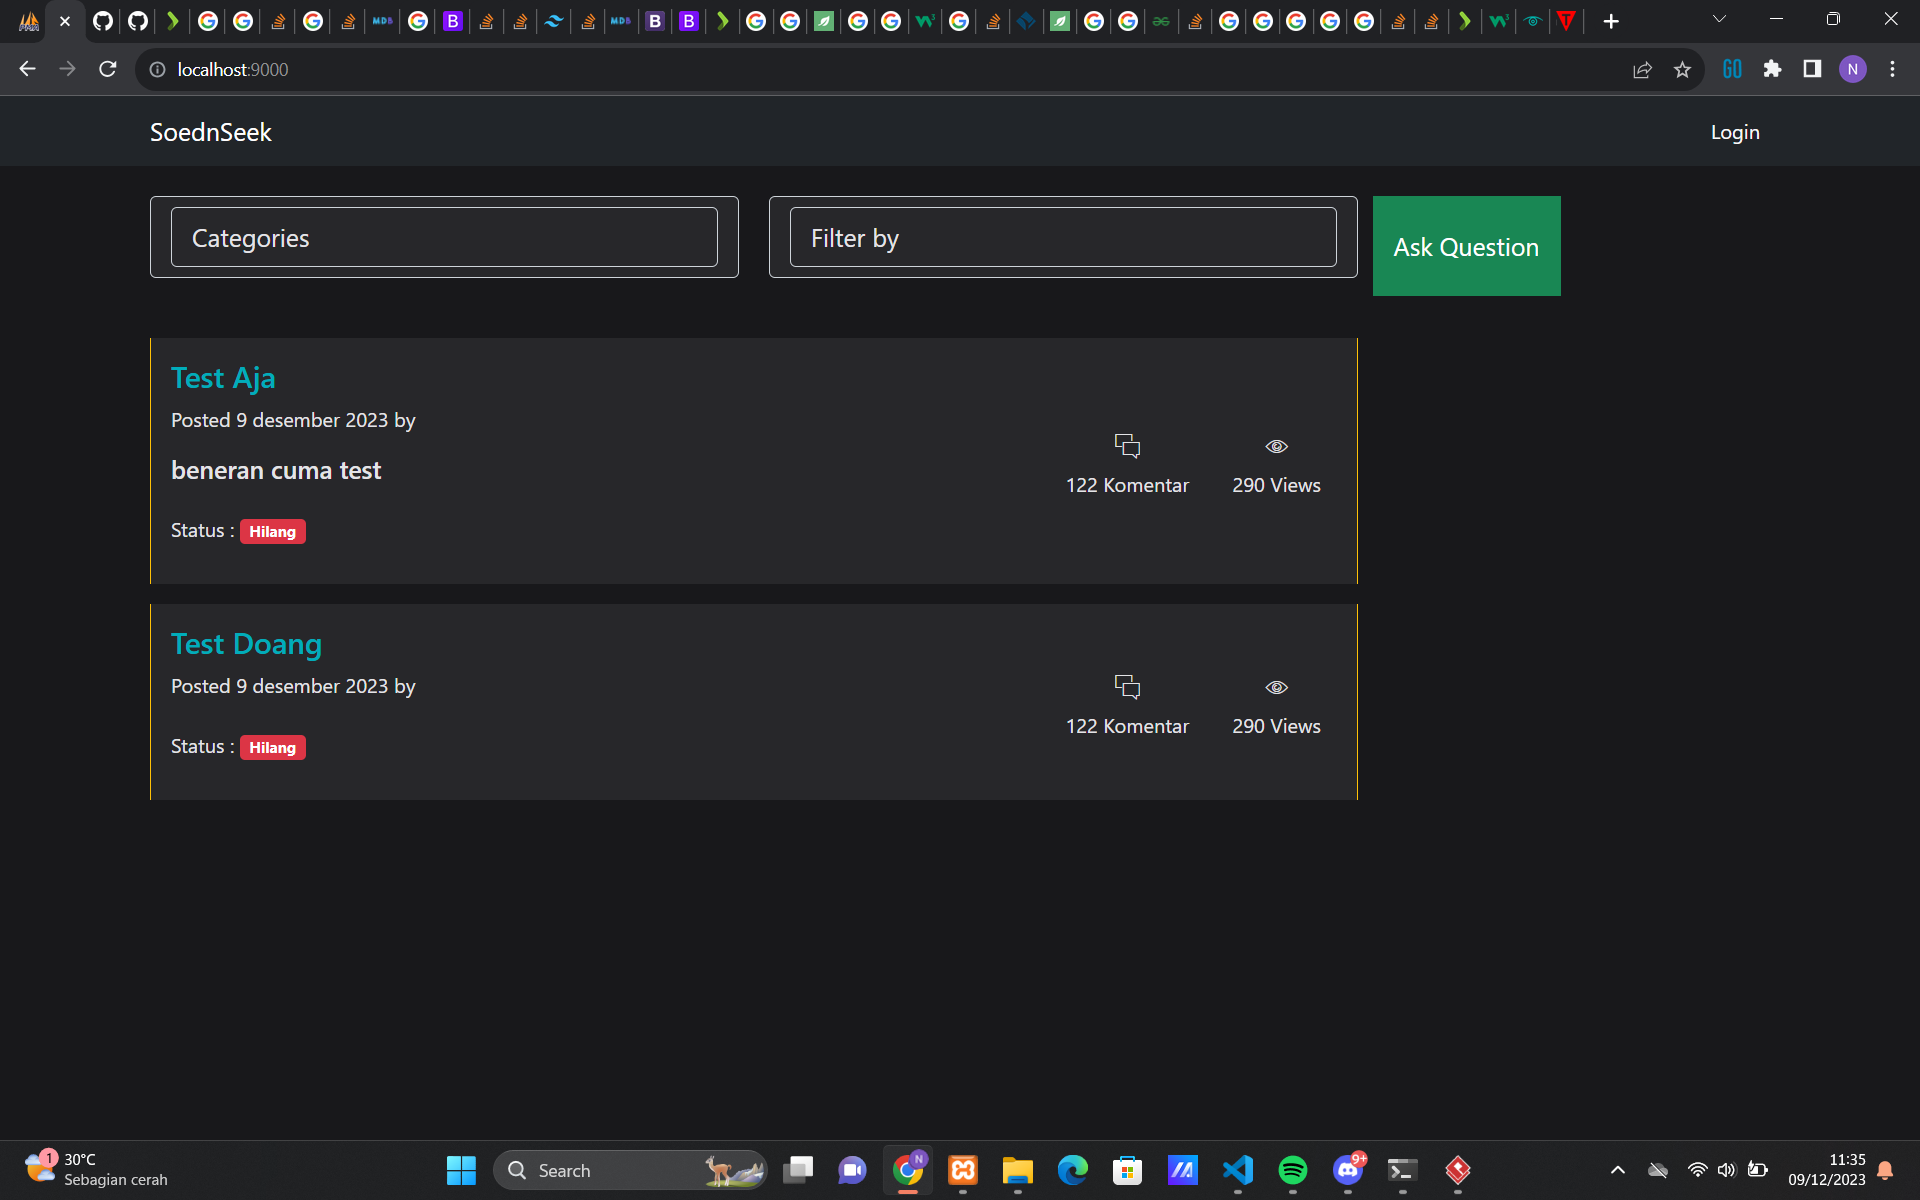 localhost:9000
SoednSeek
Login
Categories
Filter by
Ask Question
Test Aja
Posted 9 desember 2023 by
beneran cuma test
Status : Hilang
122 Komentar
290 Views
Test Doang
Posted 9 desember 2023 by
Status : Hilang
122 Komentar
290 Views
1
30°C
Sebagian cerah
Search
N
9+
11:35
09/12/2023